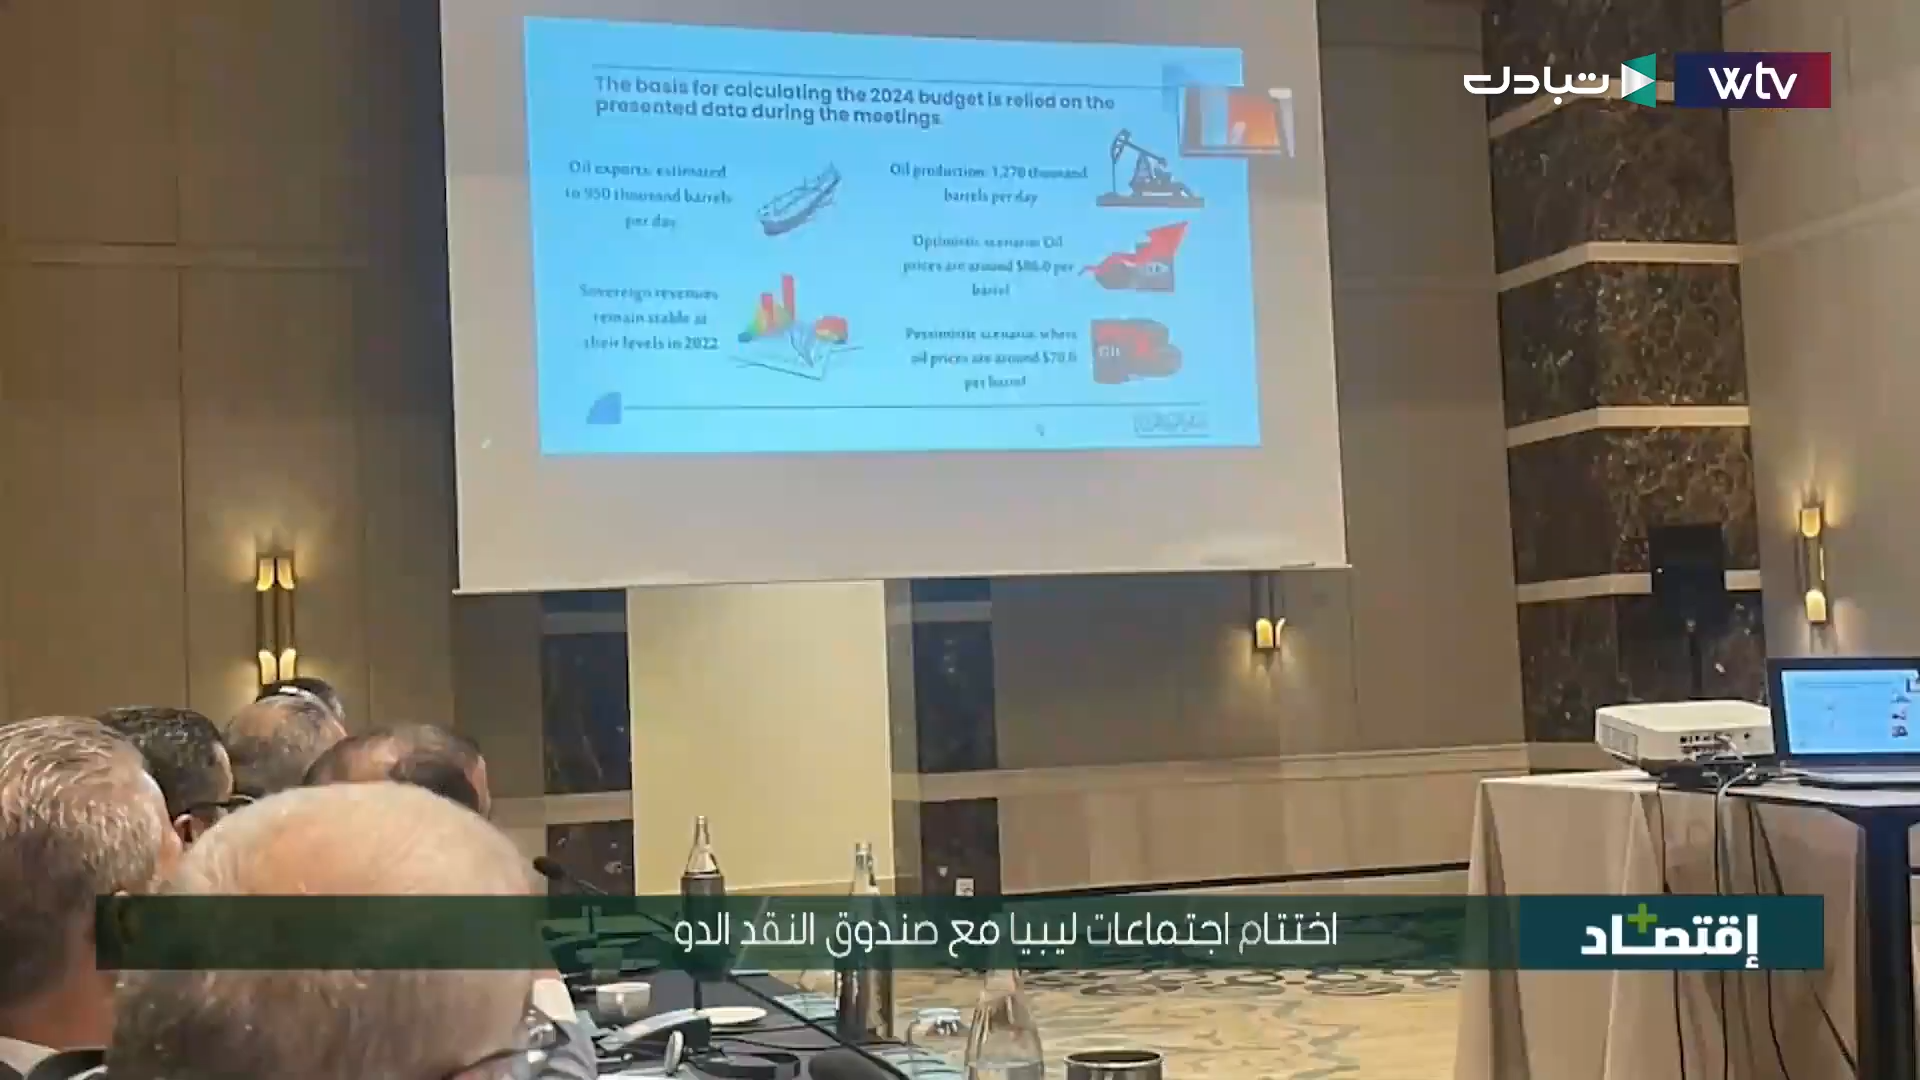 تبادل wtv
The basis for calculating the 2024 budget is relied on the
presented data during the meetings.
Oil exports: estimated
to 950 thousand barrels
per day
Oil production: 1,270 thousand
barrels per day
Optimistic scenario: Oil
prices are around per
barrel
Sovereign revenues
remain stable at
their levels in 2022
Pessimistic scenario, where
oil prices are around $70.0
per barrel
اختتام اجتماعات ليبيا مع صندوق النقد الدو
إقتصاد+